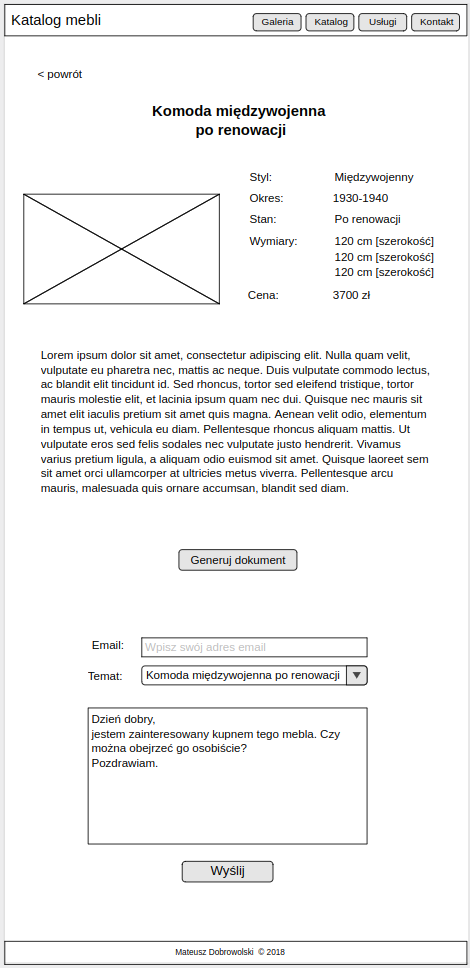 Katalog mebli
Galeria
Katalog
Usługi
Kontakt
< powrót
Komoda międzywojenna
po renowacji
Styl: Międzywojenny
Okres: 1930-1940
Stan: Po renowacji
Wymiary: 120 cm [szerokość]
120 cm [szerokość]
120 cm [szerokość]
Cena: 3700 zł
Lorem ipsum dolor sit amet, consectetur adipiscing elit. Nulla quam velit,
vulputate eu pharetra nec, mattis ac neque. Duis vulputate commodo lectus,
ac blandit elit tincidunt id. Sed rhoncus, tortor sed eleifend tristique, tortor
mauris molestie elit, et lacinia ipsum quam nec dui. Quisque nec mauris sit
amet elit iaculis pretium sit amet quis magna. Aenean velit odio, elementum
in tempus ut, vehicula eu diam. Pellentesque rhoncus aliquam mattis. Ut
vulputate eros sed felis sodales nec vulputate justo hendrerit. Vivamus
varius pretium ligula, a aliquam odio euismod sit amet. Quisque laoreet sem
sit amet orci ullamcorper at ultricies metus viverra. Pellentesque arcu
mauris, malesuada quis ornare accumsan, blandit sed diam.
Generuj dokument
Email: Wpisz swój adres email
Temat: Komoda międzywojenna po renowacji
Dzień dobry,
jestem zainteresowany kupnem tego mebla. Czy
można obejrzeć go osobiście?
Pozdrawiam.
Wyślij
Mateusz Dobrowolski © 2018